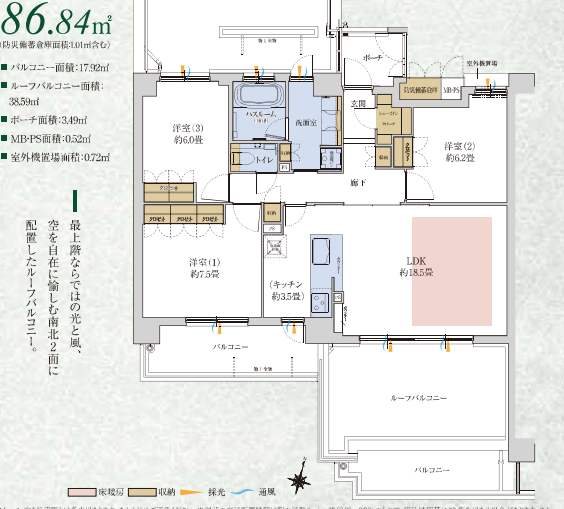 86.84㎡
(防災備蓄倉庫面積:1.01㎡含む)
■ バルコニー面積:17.92㎡
■ ルーフバルコニー面積:
38.59㎡
■ ポーチ面積:3.49㎡
■ MB・PS面積:0.52㎡
■ 室外機置場面積:0.72㎡
最上階ならではの光と風、
空を自在に愉しむ南北2面に
配置したルーフバルコニー。
ポーチ
室外機置場
玄関
防災備蓄倉庫
MB・PS
洋室(3)
約6.0畳
バスルーム
洗面室
トイレ
収納
PS
収納
洋室(2)
約6.2畳
廊下
クロゼット
クロゼット
クロゼット
クロゼット
収納
PS
洋室(1)
約7.5畳
(キッチン
約3.5畳)
LDK
約18.5畳
バルコニー
ルーフバルコニー
バルコニー
床暖房
収納
採光
通風